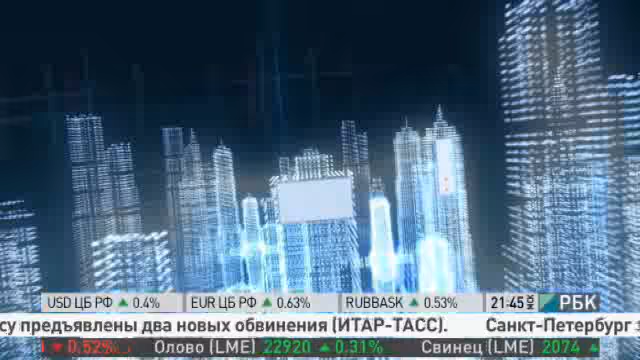 USD ЦБ РФ ▲ 0.4% EUR ЦБ РФ ▲ 0.63% RUBBASK ▲ 0.53% 21:45 МСК РБК
су предъявлены два новых обвинения (ИТАР-ТАСС). Санкт-Петербург
▼ 0.52% Олово (LME) 22920 ▲ 0.31% Свинец (LME) 2074 ▲